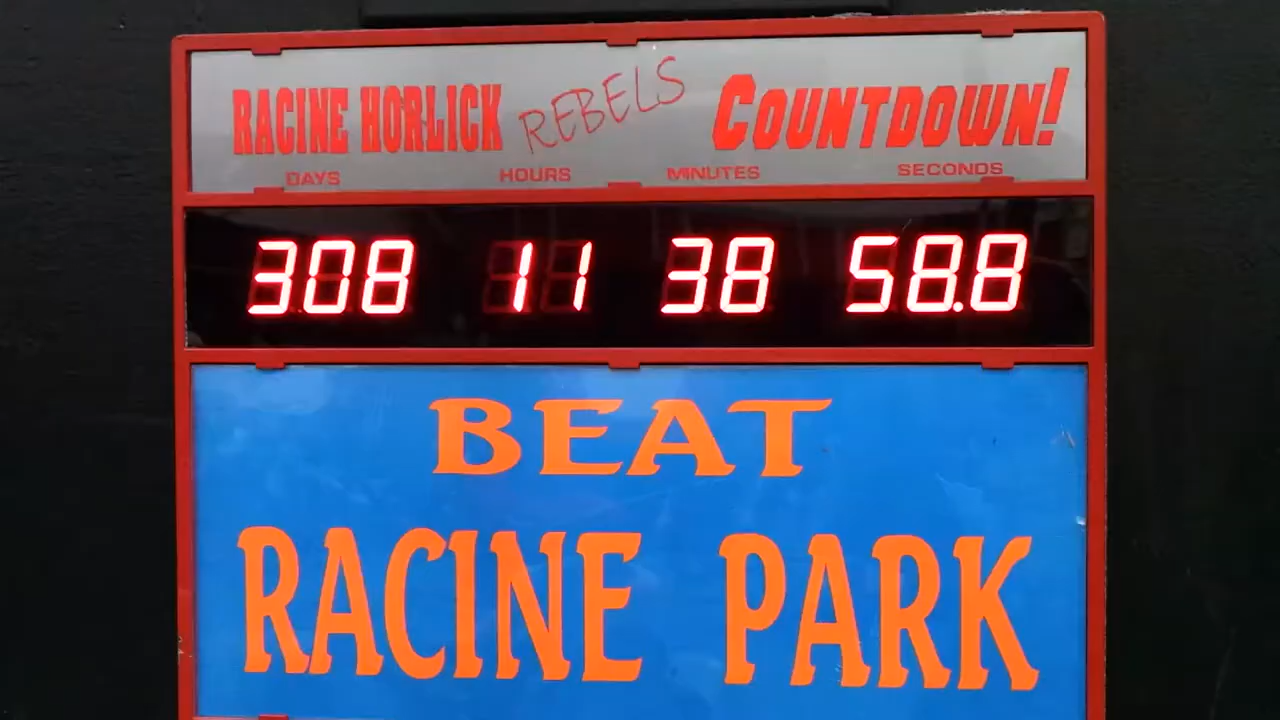 RACINE HORLICK REBELS COUNTDOWN!
DAYS HOURS MINUTES SECONDS
308 11 38 58.8
BEAT
RACINE PARK